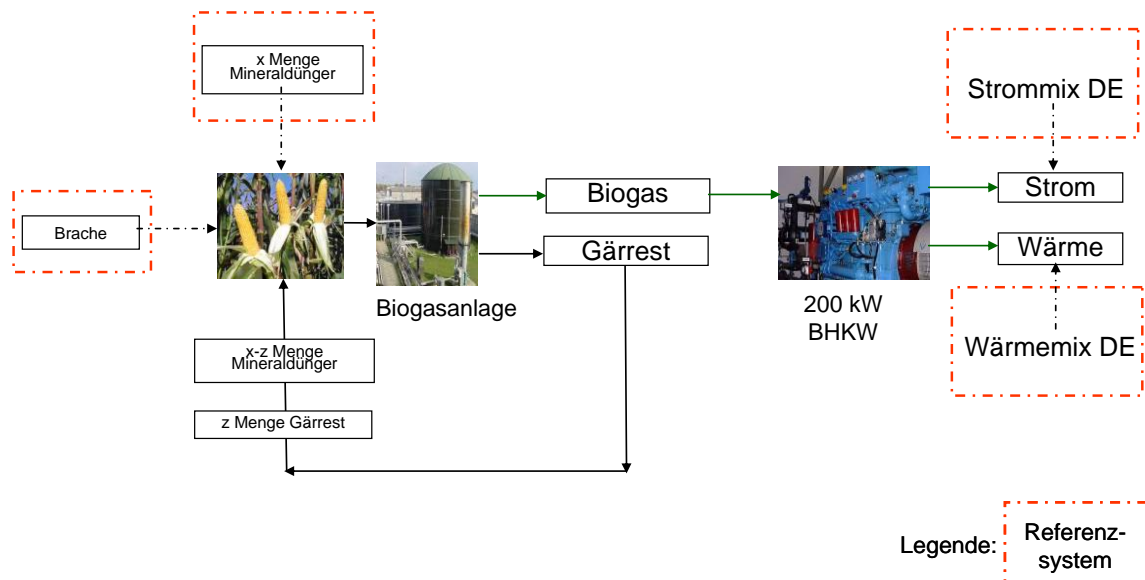 x Menge
Mineraldünger
Strommix DE
Brache
Biogas
Strom
Gärrest
Wärme
Biogasanlage
200 kW
BHKW
x-z Menge
Mineraldünger
Wärmemix DE
z Menge Gärrest
Legende:
Referenz-
system